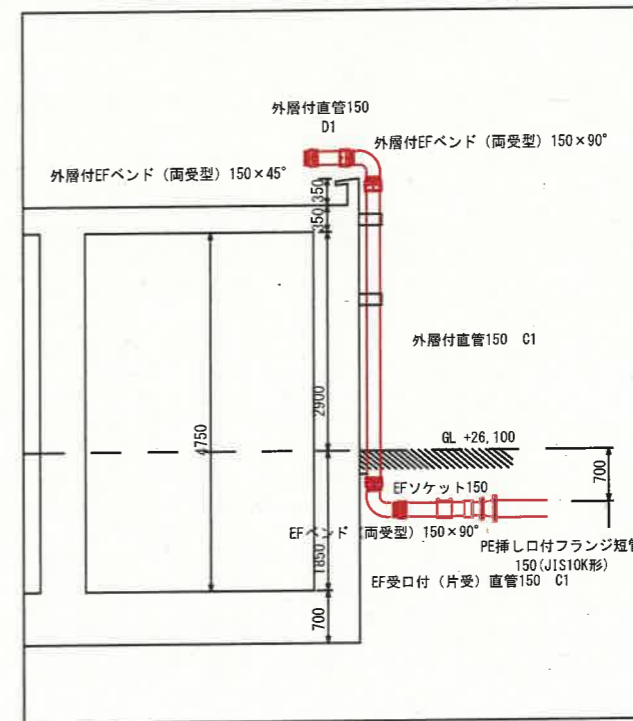 外層付直管150
D1
外層付EFベンド（両受型）150×90°
外層付EFベンド（両受型）150×45°
350
350
外層付直管150　C1
2900
4750
GL +26,100
700
EFソケット150
EFベンド（両受型）150×90°
PE挿し口付フランジ短管
150(JIS10K形)
1850
EF受口付（片受）直管150　C1
700